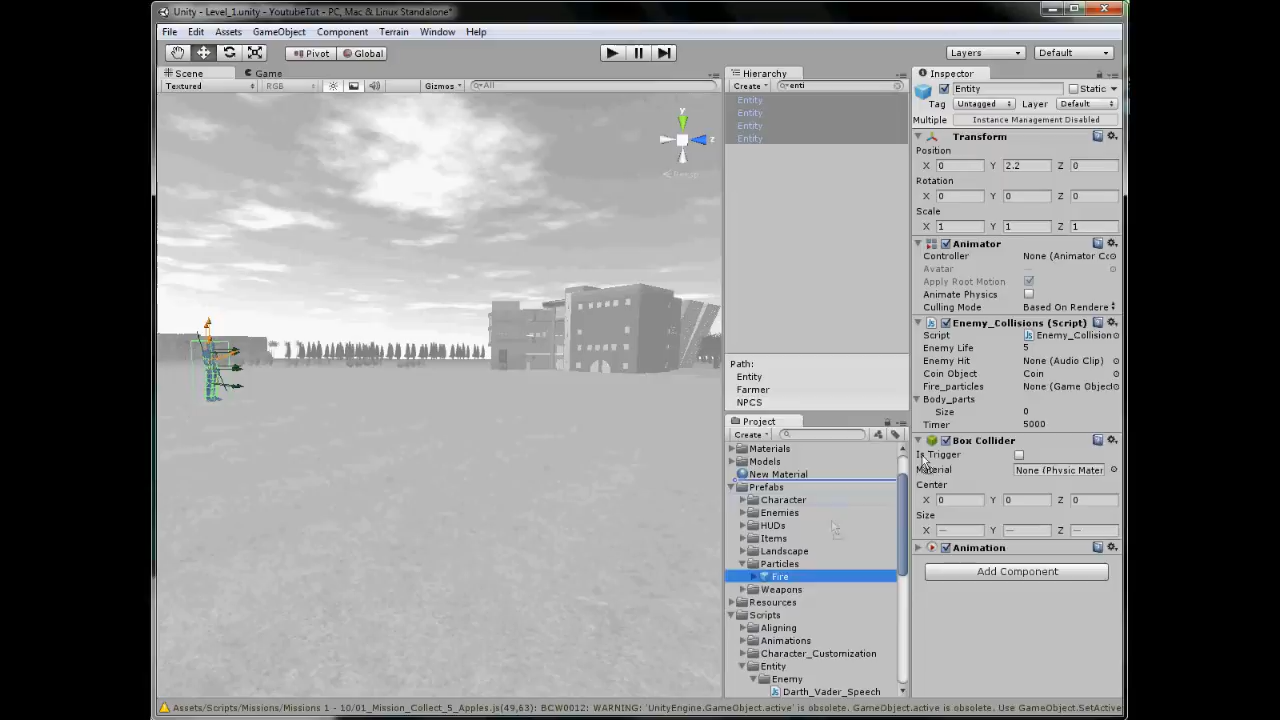 Unity - Level_1.unity - YoutubeTut - PC, Mac & Linux Standalone*
File Edit Assets GameObject Component Terrain Window Help
Pivot Global Layers Default
Scene Game
Textured RGB Gizmos All
Hierarchy
Create enti
Entity
Entity
Entity
Entity
Path:
Entity
Farmer
NPCS
Project
Create
Materials
Models
New Material
Prefabs
Character
Enemies
HUDs
Items
Landscape
Particles
Fire
Weapons
Resources
Scripts
Aligning
Animations
Character_Customization
Entity
Enemy
Darth_Vader_Speech
Inspector
Entity Static
Tag Untagged Layer Default
Multiple Instance Management Disabled
Transform
Position
X 0 Y 2.2 Z 0
Rotation
X 0 Y 0 Z 0
Scale
X 1 Y 1 Z 1
Animator
Controller None (Animator Co
Avatar —
Apply Root Motion
Animate Physics
Culling Mode Based On Rendere
Enemy_Collisions (Script)
Script Enemy_Collision
Enemy Life 5
Enemy Hit None (Audio Clip)
Coin Object Coin
Fire_particles None (Game Object
Body_parts
Size 0
Timer 5000
Box Collider
Is Trigger
Material None (Physic Mater
Center
X 0 Y 0 Z 0
Size
X — Y — Z —
Animation
Add Component
y
z
Assets/Scripts/Missions/Missions 1 - 10/01_Mission_Collect_5_Apples.js(49,63): BCW0012: WARNING: 'UnityEngine.GameObject.active' is obsolete. GameObject.active is obsolete. Use GameObject.SetActive